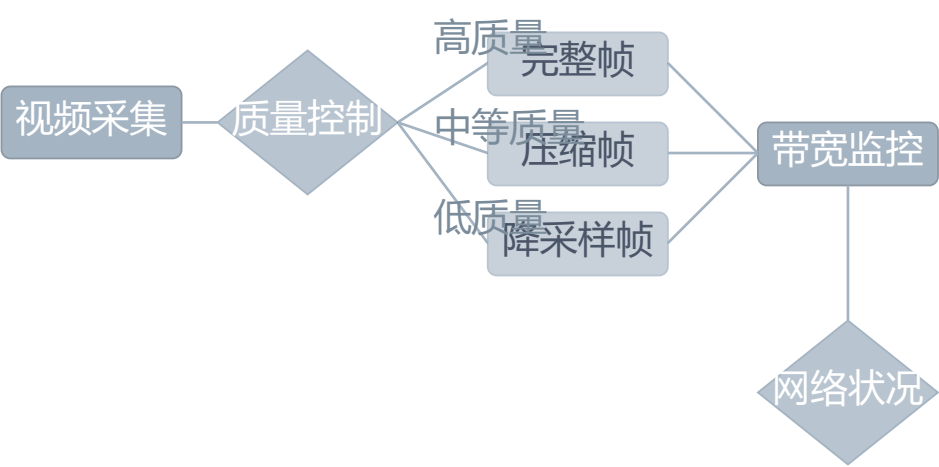 视频采集
质量控制
高质量
完整帧
中等质量
压缩帧
低质量
降采样帧
带宽监控
网络状况